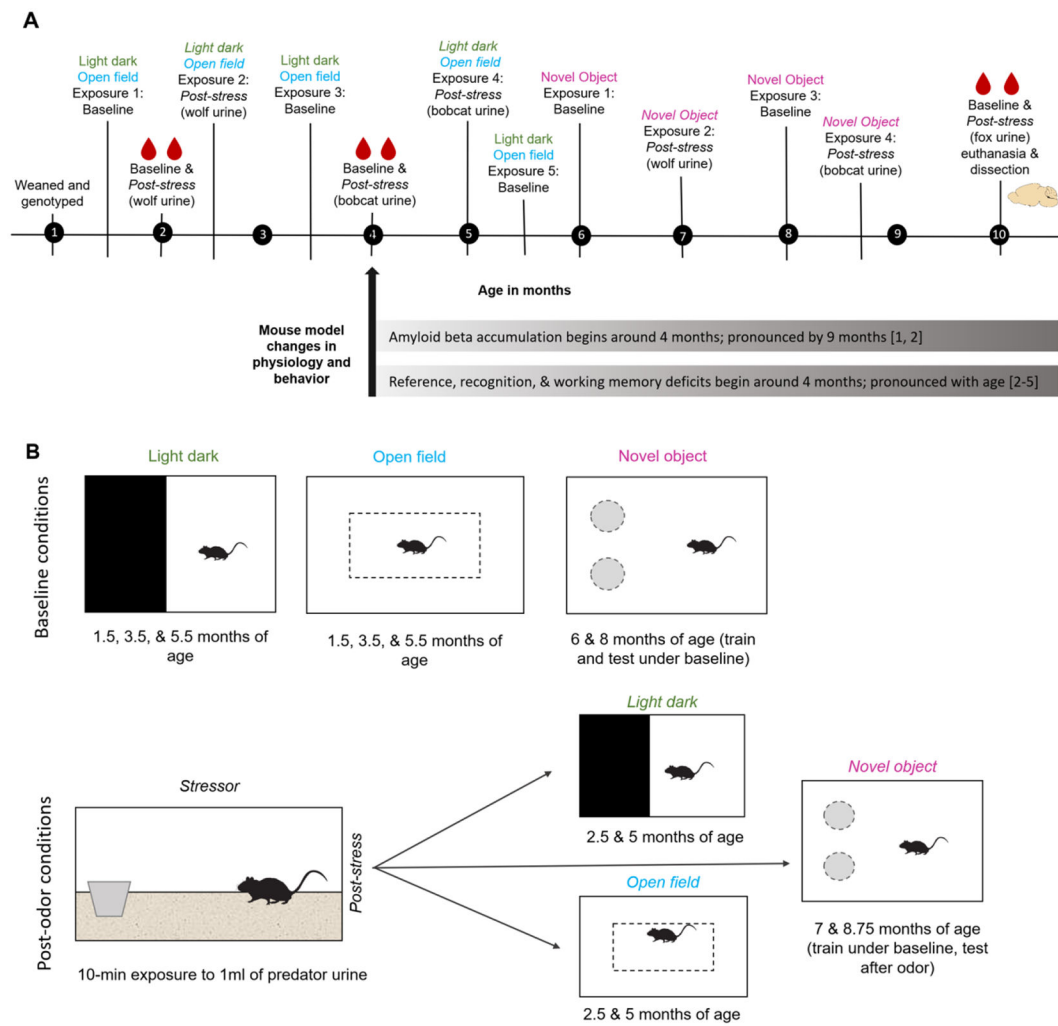 A
Light dark
Open field
Exposure 1:
Baseline
Light dark
Open field
Exposure 2:
Post-stress
(wolf urine)
Light dark
Open field
Exposure 3:
Baseline
Light dark
Open field
Exposure 4:
Post-stress
(bobcat urine)
Novel Object
Exposure 1:
Baseline
Novel Object
Exposure 3:
Baseline
Baseline &
Post-stress
(fox urine)
euthanasia &
dissection
Weaned and
genotyped
Baseline &
Post-stress
(wolf urine)
Baseline &
Post-stress
(bobcat urine)
Light dark
Open field
Exposure 5:
Baseline
Novel Object
Exposure 2:
Post-stress
(wolf urine)
Novel Object
Exposure 4:
Post-stress
(bobcat urine)
1 2 3 4 5 6 7 8 9 10
Age in months
Mouse model
changes in
physiology and
behavior
Amyloid beta accumulation begins around 4 months; pronounced by 9 months [1, 2]
Reference, recognition, & working memory deficits begin around 4 months; pronounced with age [2-5]
B
Baseline conditions
Light dark
Open field
Novel object
1.5, 3.5, & 5.5 months of
age
1.5, 3.5, & 5.5 months of
age
6 & 8 months of age (train
and test under baseline)
Post-odor conditions
Stressor
Post-stress
10-min exposure to 1ml of predator urine
Light dark
2.5 & 5 months of age
Open field
2.5 & 5 months of age
Novel object
7 & 8.75 months of age
(train under baseline, test
after odor)